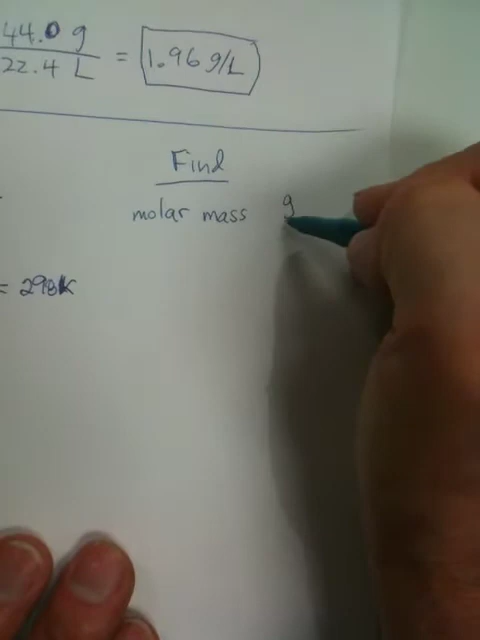 44.0 g
22.4 L = 1.96 g/L
Find
molar mass g
= 298K